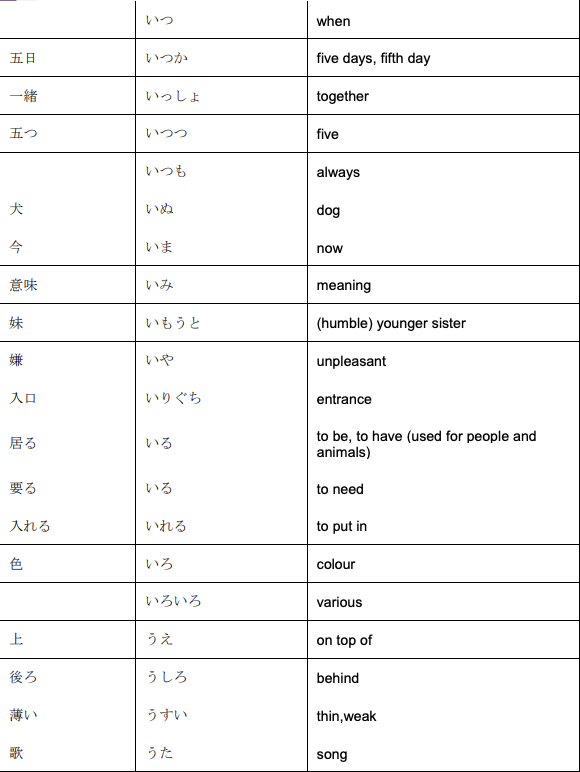 いつ when
五日 いつか five days, fifth day
一緒 いっしょ together
五つ いつつ five
いつも always
犬 いぬ dog
今 いま now
意味 いみ meaning
妹 いもうと (humble) younger sister
嫌 いや unpleasant
入口 いりぐち entrance
居る いる to be, to have (used for people and
animals)
要る いる to need
入れる いれる to put in
色 いろ colour
いろいろ various
上 うえ on top of
後ろ うしろ behind
薄い うすい thin,weak
歌 うた song